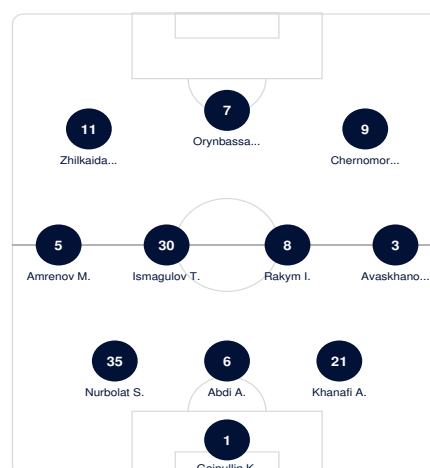 7
11
9
Orynbassa...
Zhilkaida...
Chernomor...
5
30
8
3
Amrenov M.
Ismagulov T.
Rakym I.
Avaskhano...
35
6
21
Nurbolat S.
Abdi A.
Khanafi A.
1